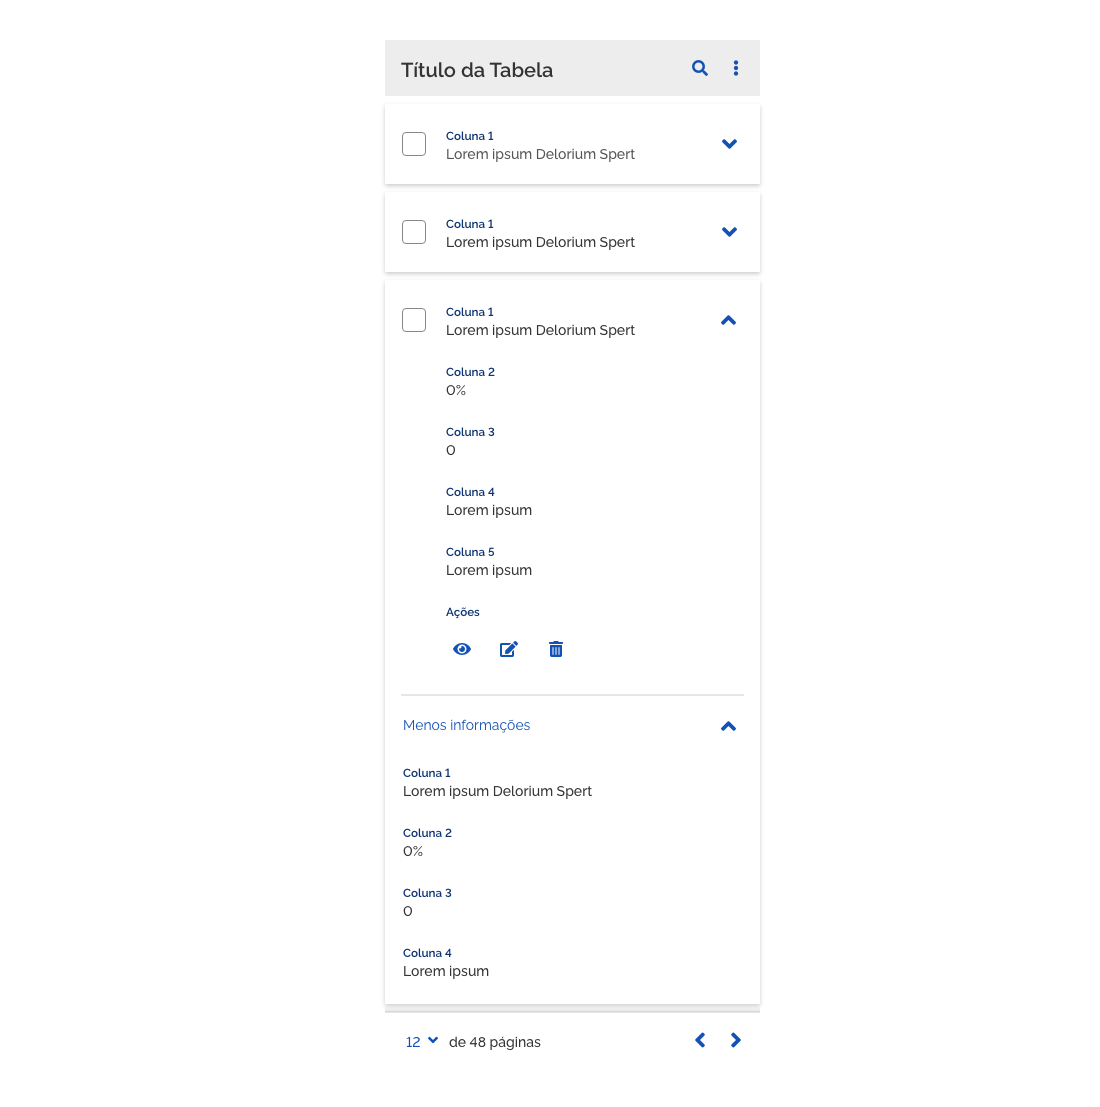 Título da Tabela
Coluna 1
Lorem ipsum Delorium Spert
Coluna 1
Lorem ipsum Delorium Spert
Coluna 1
Lorem ipsum Delorium Spert
Coluna 2
0%
Coluna 3
0
Coluna 4
Lorem ipsum
Coluna 5
Lorem ipsum
Ações
Menos informações
Coluna 1
Lorem ipsum Delorium Spert
Coluna 2
0%
Coluna 3
0
Coluna 4
Lorem ipsum
12 de 48 páginas